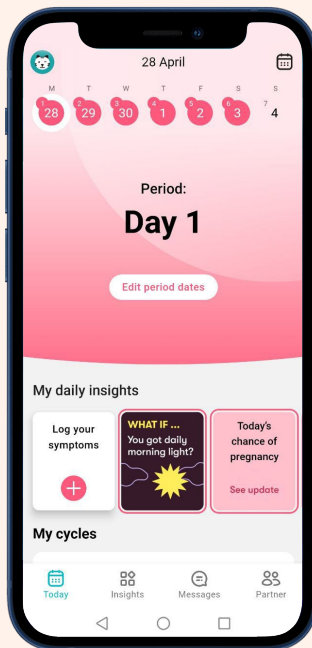 28 April
M T W T F S S
1 2 3 4 5 6 7
28 29 30 1 2 3 4
Period:
Day 1
Edit period dates
My daily insights
Log your
symptoms
WHAT IF ...
You got daily
morning light?
Today's
chance of
pregnancy
See update
My cycles
Today Insights Messages Partner